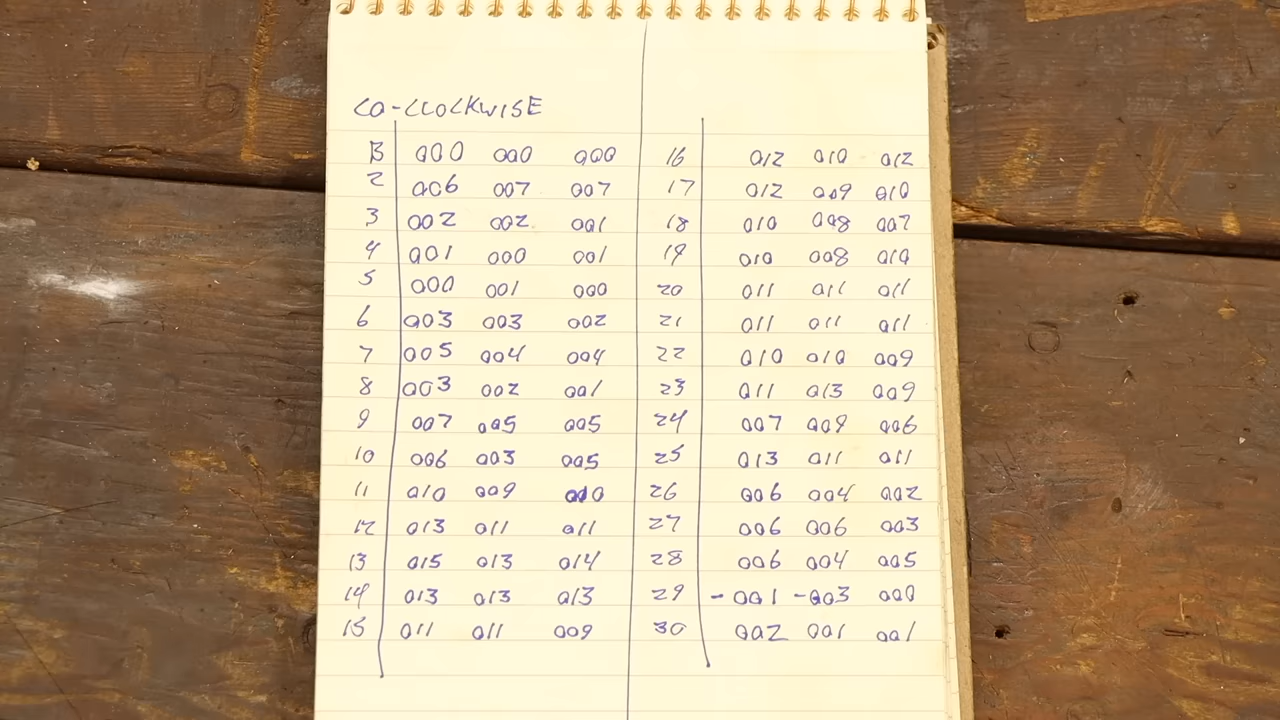 CO-CLOCKWISE
B 000 000 000 16 012 010 012
2 006 007 007 17 012 009 010
3 002 002 001 18 010 008 007
4 001 000 001 19 010 008 010
5 000 001 000 20 011 011 011
6 003 003 002 21 011 011 011
7 005 004 004 22 010 010 009
8 003 002 001 23 011 013 009
9 007 005 005 24 007 009 006
10 006 003 005 25 013 011 011
11 010 009 010 26 006 004 002
12 013 011 011 27 006 006 003
13 015 013 014 28 006 004 005
14 013 013 013 29 -001 -003 000
15 011 011 009 30 002 001 001